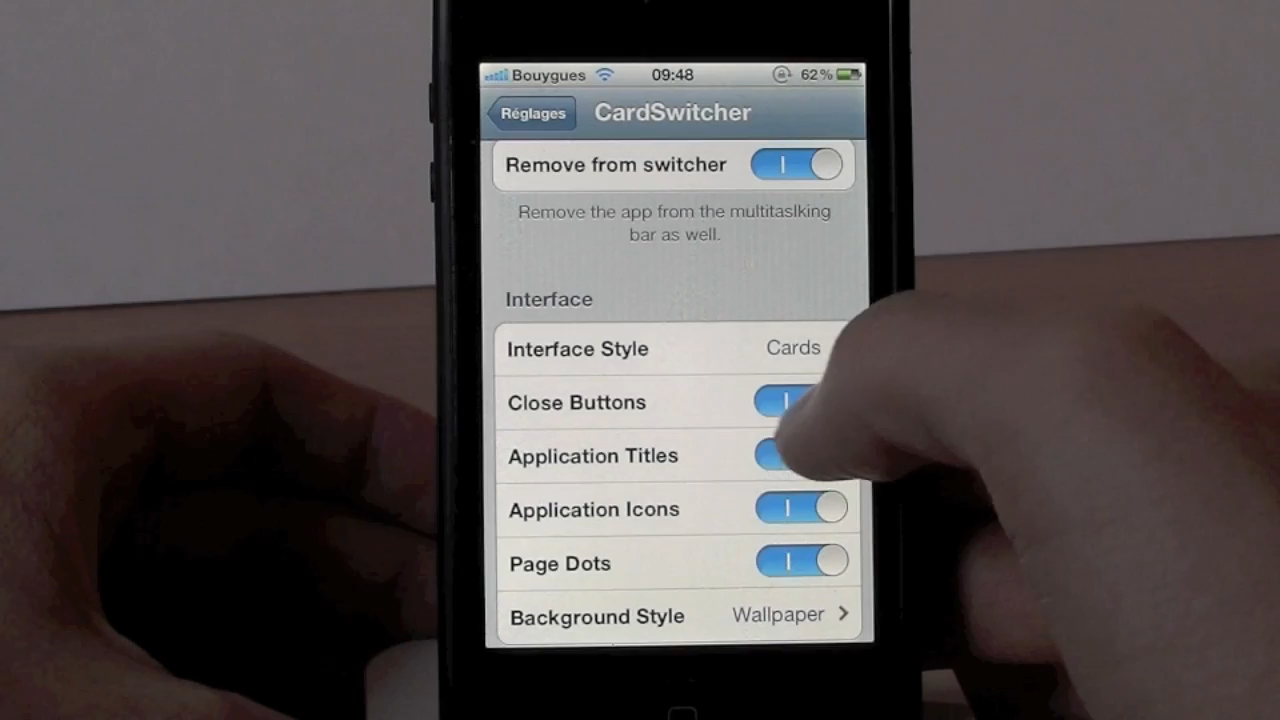 Bouygues 09:48 62%
Réglages CardSwitcher
Remove from switcher
Remove the app from the multitaslking
bar as well.
Interface
Interface Style Cards
Close Buttons
Application Titles
Application Icons
Page Dots
Background Style Wallpaper